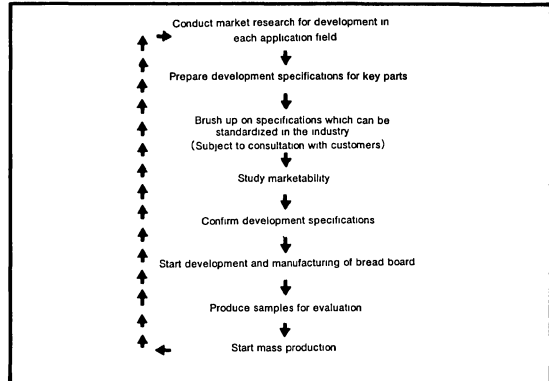 Conduct market research for development in
each application field
Prepare development specifications for key parts
Brush up on specifications which can be
standardized in the industry
(Subject to consultation with customers)
Study marketability
Confirm development specifications
Start development and manufacturing of bread board
Produce samples for evaluation
Start mass production